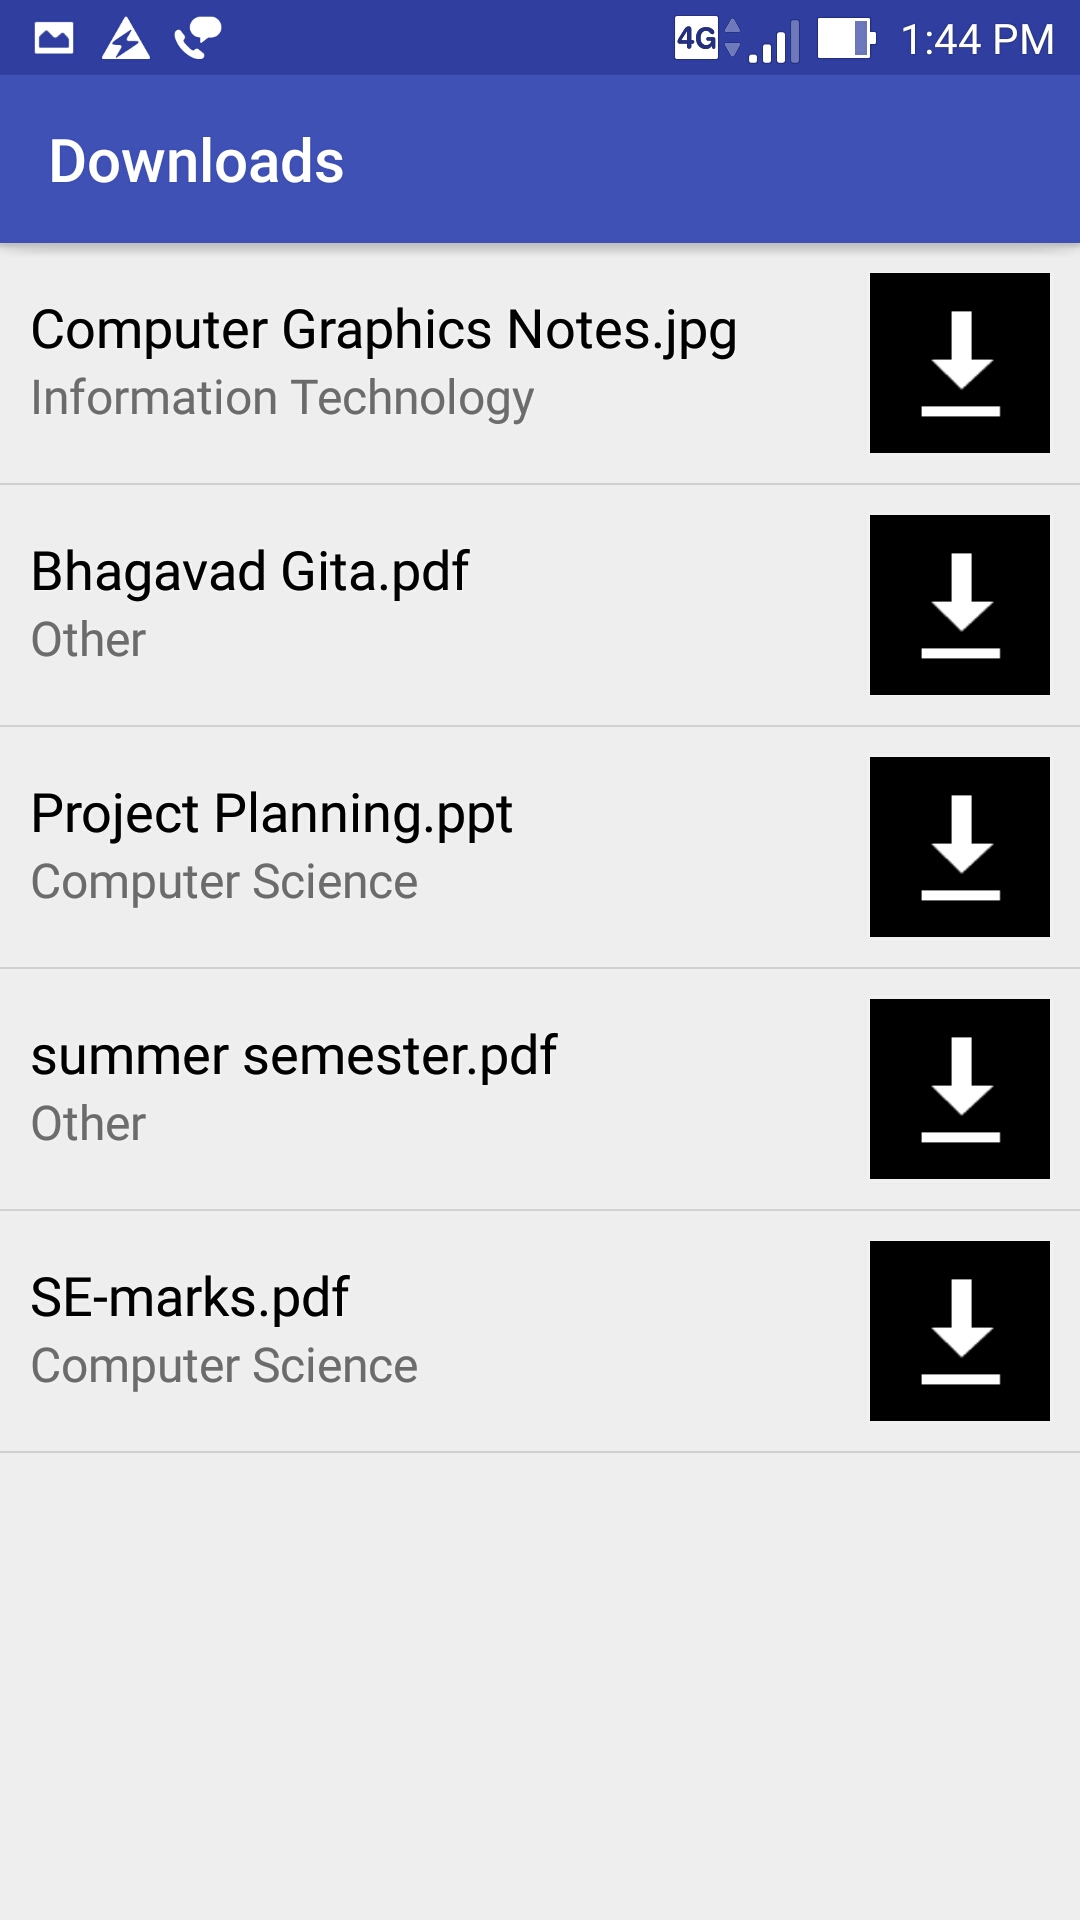 4G 1:44 PM
Downloads
Computer Graphics Notes.jpg
Information Technology
Bhagavad Gita.pdf
Other
Project Planning.ppt
Computer Science
summer semester.pdf
Other
SE-marks.pdf
Computer Science